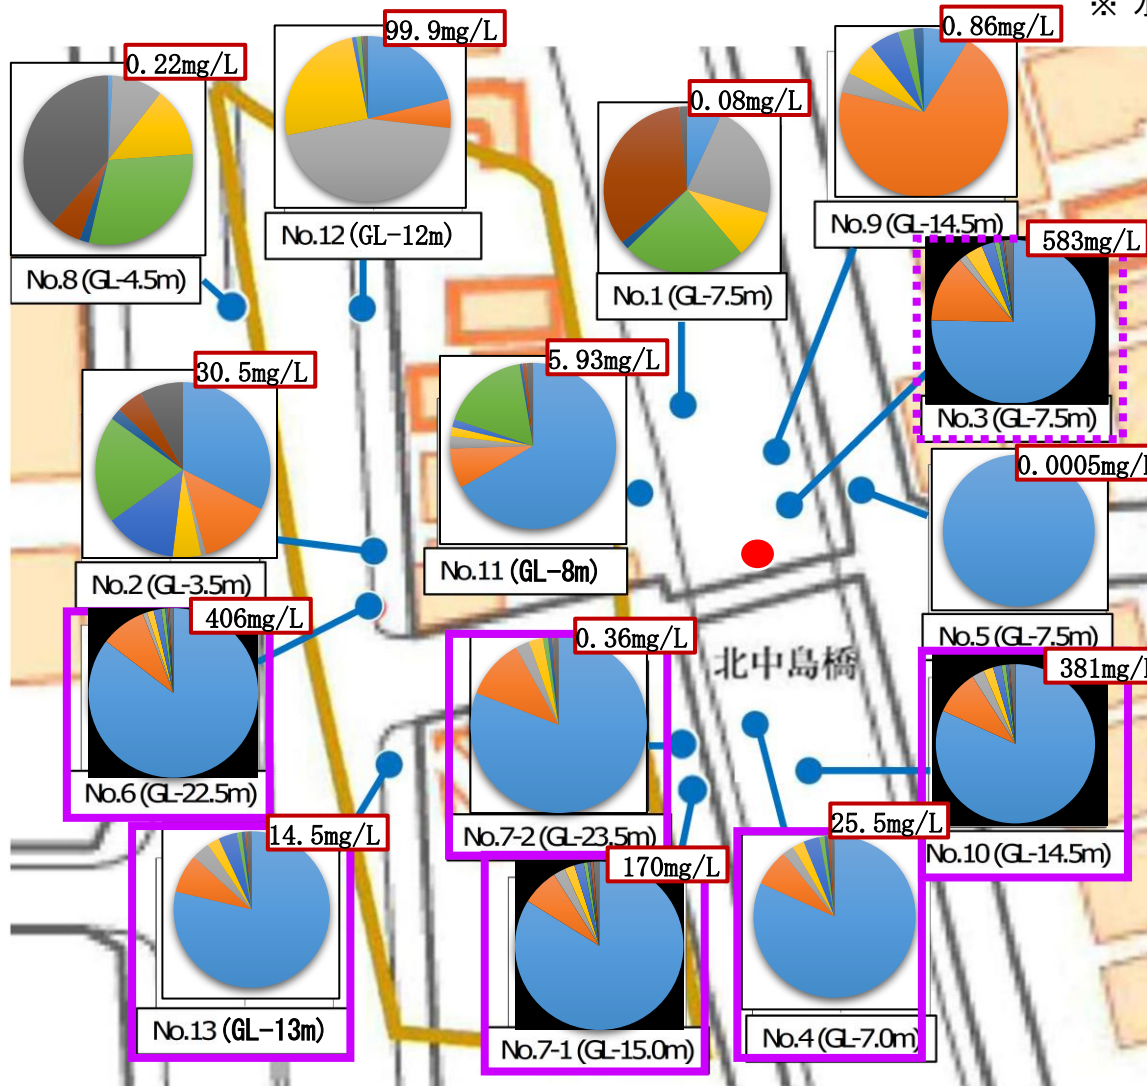 ※ 水
0.22mg/L
No.8 (GL-4.5m)
99.9mg/L
No.12 (GL-12m)
0.08mg/L
No.1 (GL-7.5m)
0.86mg/L
No.9 (GL-14.5m)
583mg/L
No.3 (GL-7.5m)
30.5mg/L
No.2 (GL-3.5m)
5.93mg/L
No.11 (GL-8m)
0.0005mg/L
No.5 (GL-7.5m)
406mg/L
No.6 (GL-22.5m)
0.36mg/L
No.7-2 (GL-23.5m)
北中島橋
381mg/L
No.10 (GL-14.5m)
14.5mg/L
No.13 (GL-13m)
170mg/L
No.7-1 (GL-15.0m)
25.5mg/L
No.4 (GL-7.0m)